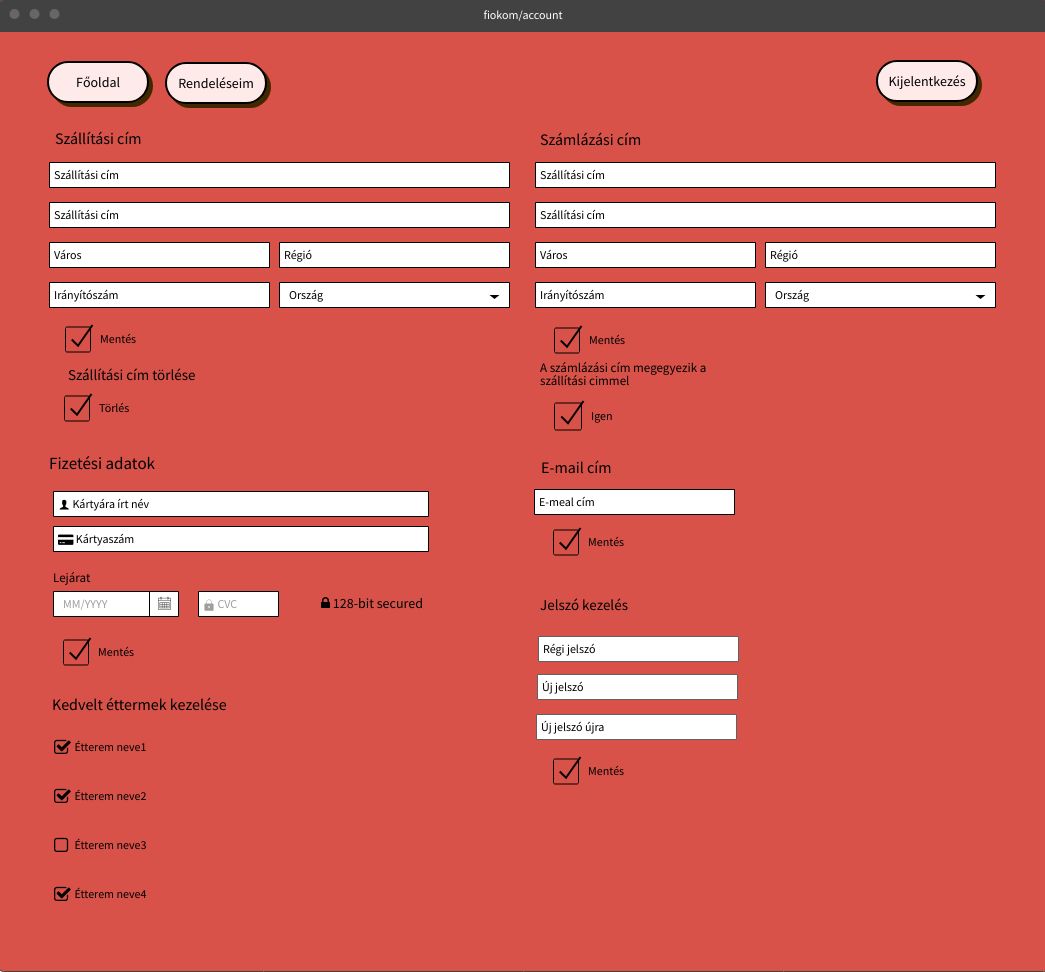 fiokom/account
Főoldal
Rendeléseim
Kijelentkezés
Szállítási cím
Szállítási cím
Szállítási cím
Város
Régió
Irányítószám
Ország
Mentés
Szállítási cím törlése
Törlés
Számlázási cím
Szállítási cím
Szállítási cím
Város
Régió
Irányítószám
Ország
Mentés
A számlázási cím megegyezik a
szállítási cimmel
Igen
Fizetési adatok
Kártyára írt név
Kártyaszám
Lejárat
MM/YYYY
CVC
128-bit secured
Mentés
E-mail cím
E-meal cím
Mentés
Jelszó kezelés
Régi jelszó
Új jelszó
Új jelszó újra
Mentés
Kedvelt éttermek kezelése
Étterem neve1
Étterem neve2
Étterem neve3
Étterem neve4